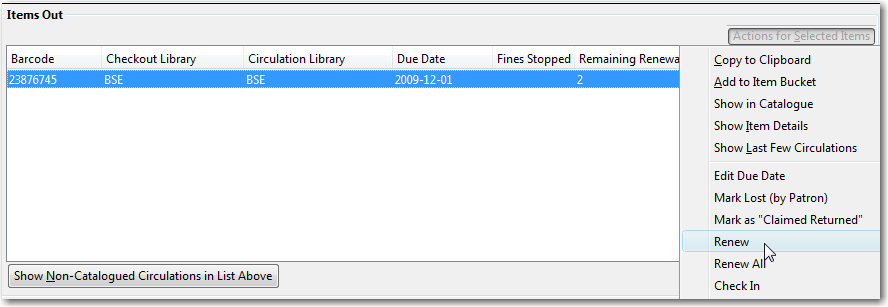 Items Out
Actions for Selected Items
Barcode Checkout Library Circulation Library Due Date Fines Stopped Remaining Renewa
23876745 BSE BSE 2009-12-01 2
Copy to Clipboard
Add to Item Bucket
Show in Catalogue
Show Item Details
Show Last Few Circulations
Edit Due Date
Mark Lost (by Patron)
Mark as "Claimed Returned"
Renew
Renew All
Check In
Show Non-Catalogued Circulations in List Above